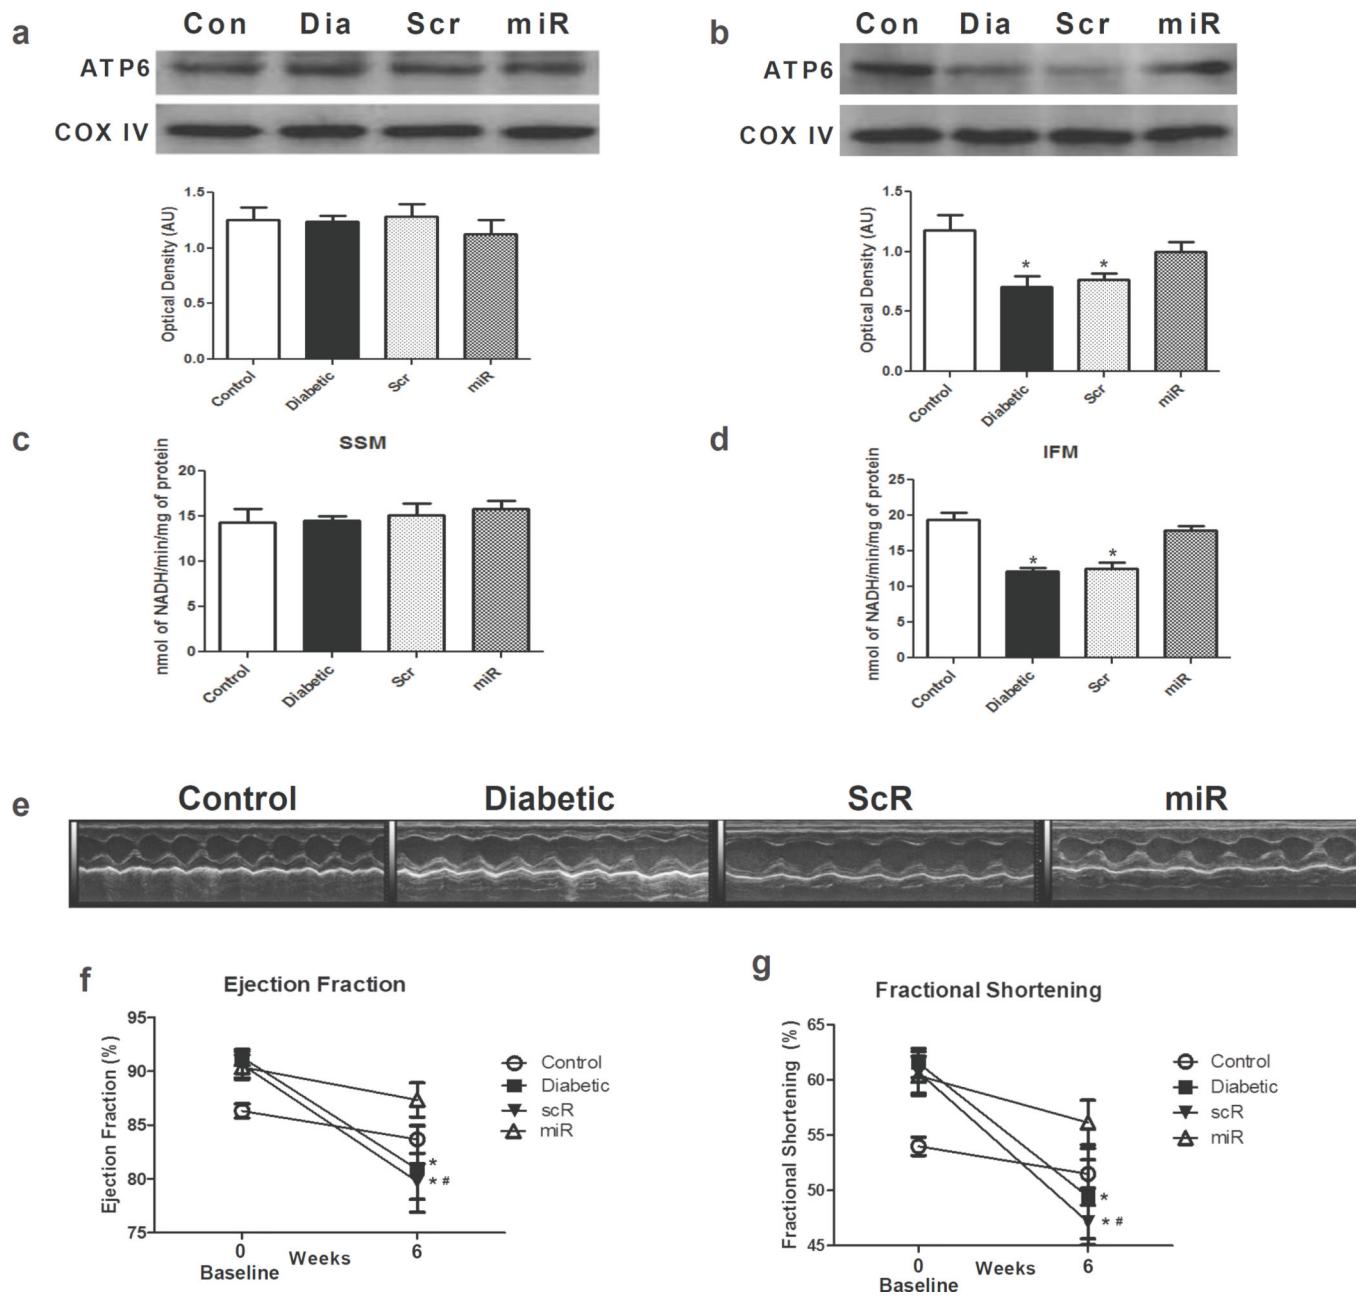 a
Con Dia Scr miR
ATP6
COX IV
Optical Density (AU)
1.5
1.0
0.5
0.0
Control Diabetic Scr miR
b
Con Dia Scr miR
ATP6
COX IV
Optical Density (AU)
1.5
1.0
0.5
0.0
* *
Control Diabetic Scr miR
c
SSM
nmol of NADH/min/mg of protein
20
15
10
5
0
Control Diabetic Scr miR
d
IFM
nmol of NADH/min/mg of protein
25
20
15
10
5
0
* *
Control Diabetic Scr miR
e
Control Diabetic ScR miR
f
Ejection Fraction
Ejection Fraction (%)
95
90
85
80
75
*
* #
0 Weeks 6
Baseline
Control
Diabetic
scR
miR
g
Fractional Shortening
Fractional Shortening (%)
65
60
55
50
45
*
* #
0 Weeks 6
Baseline
Control
Diabetic
scR
miR